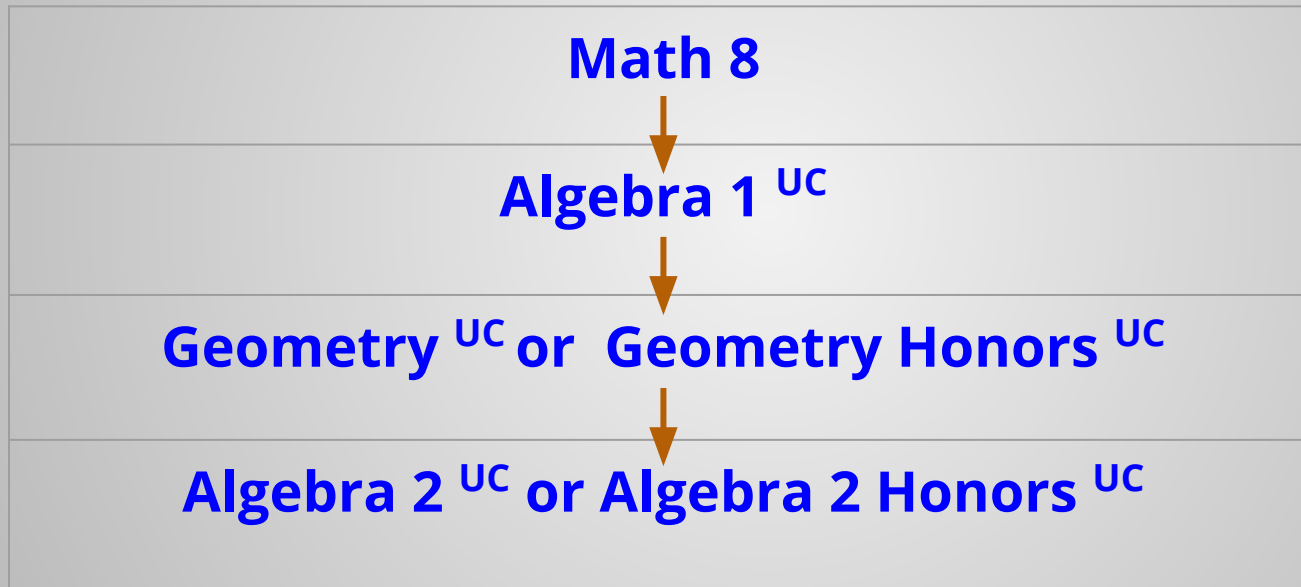 Math 8
Algebra 1 UC
Geometry UC or Geometry Honors UC
Algebra 2 UC or Algebra 2 Honors UC